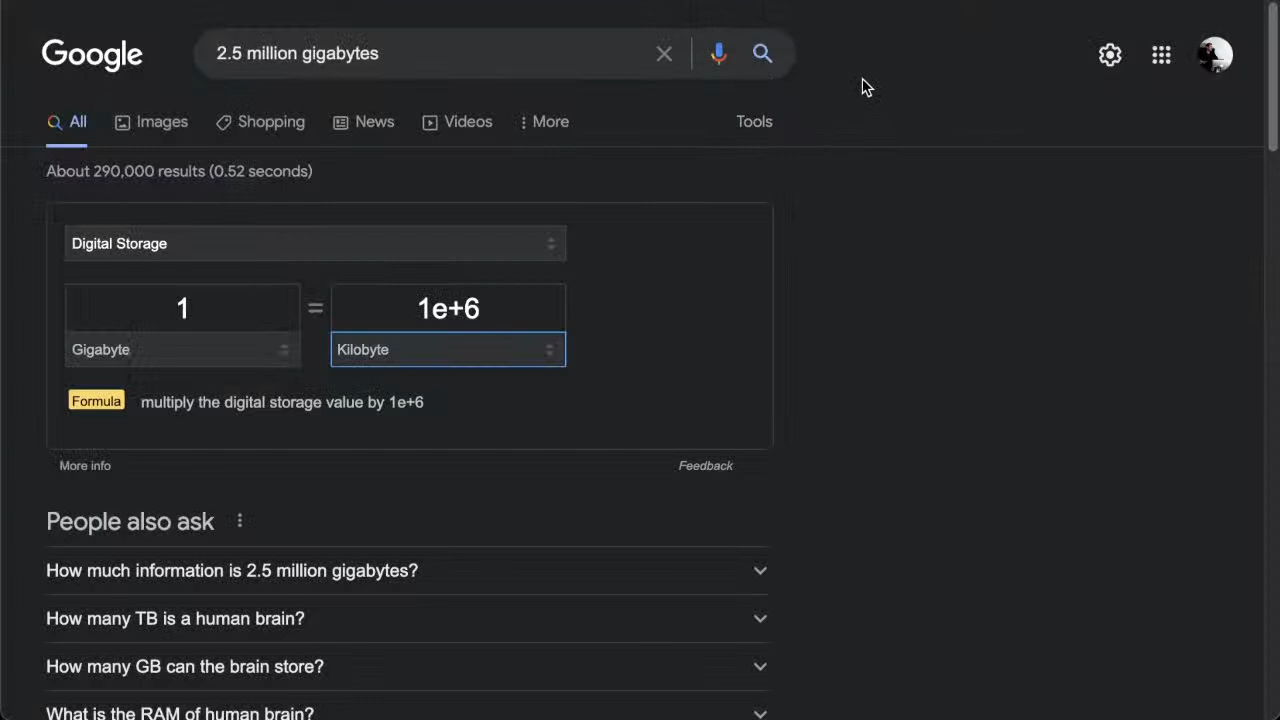 Google
2.5 million gigabytes
All Images Shopping News Videos More Tools
About 290,000 results (0.52 seconds)
Digital Storage
1 = 1e+6
Gigabyte Kilobyte
Formula multiply the digital storage value by 1e+6
More info Feedback
People also ask
How much information is 2.5 million gigabytes?
How many TB is a human brain?
How many GB can the brain store?
What is the RAM of human brain?